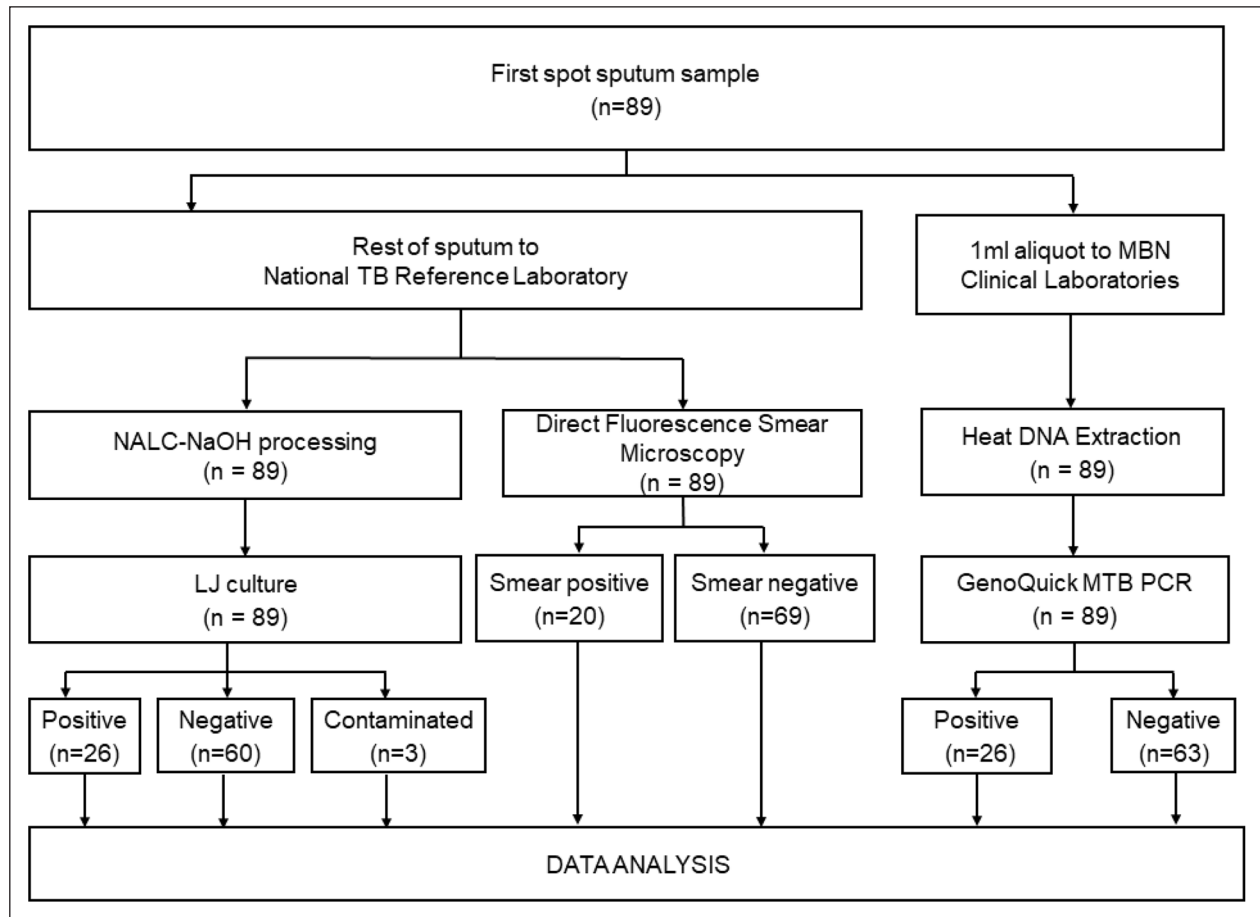 First spot sputum sample
(n=89)
Rest of sputum to
National TB Reference Laboratory
1ml aliquot to MBN
Clinical Laboratories
NALC-NaOH processing
(n = 89)
Direct Fluorescence Smear
Microscopy
(n = 89)
Heat DNA Extraction
(n = 89)
LJ culture
(n = 89)
Smear positive
(n=20)
Smear negative
(n=69)
GenoQuick MTB PCR
(n = 89)
Positive
(n=26)
Negative
(n=60)
Contaminated
(n=3)
Positive
(n=26)
Negative
(n=63)
DATA ANALYSIS